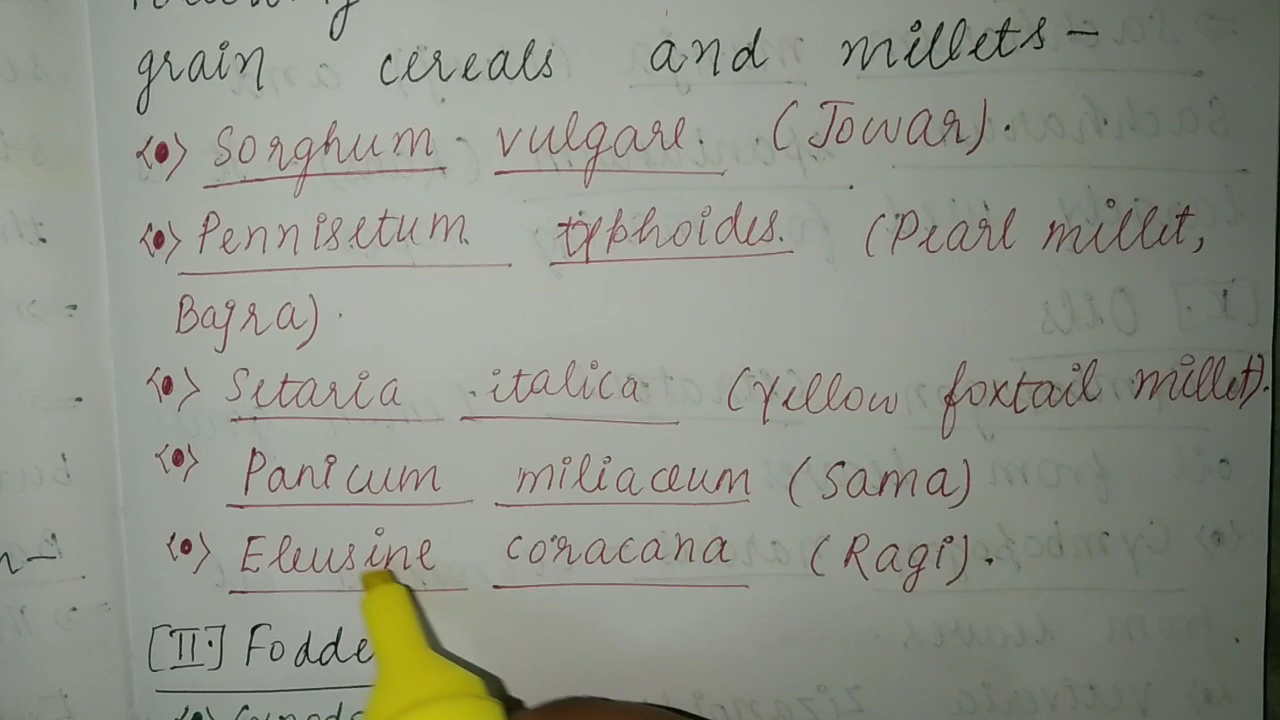 grain cereals and millets -
<•> Sorghum vulgare. (Jowar).
<•> Pennisetum typhoides. (Pearl millet,
Bajra).
<•> Setaria italica (Yellow foxtail millet).
<•> Panicum miliaceum (Sama)
<•> Eleusine coracana (Ragi).
[II.] Fodde